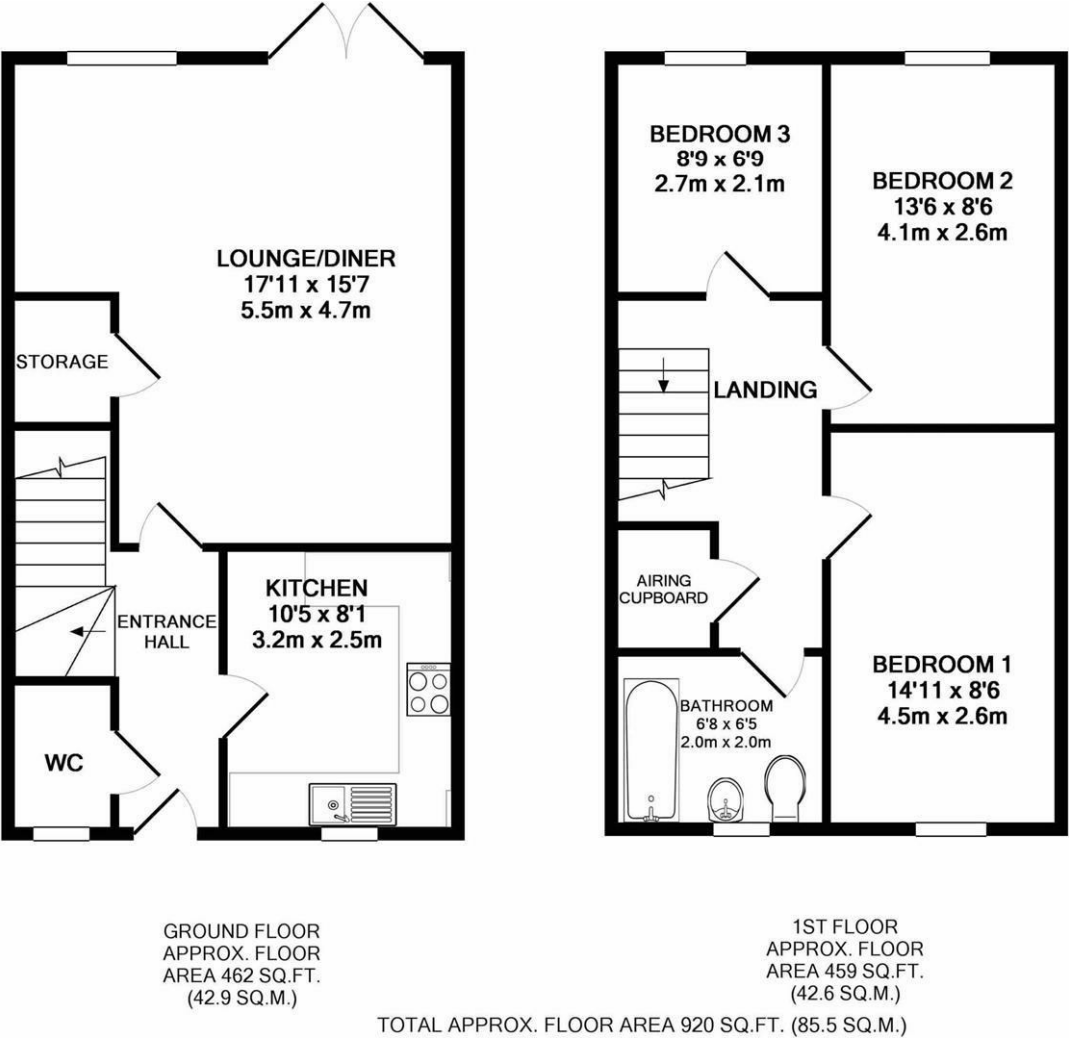 LOUNGE/DINER
17'11 x 15'7
5.5m x 4.7m
STORAGE
ENTRANCE
HALL
KITCHEN
10'5 x 8'1
3.2m x 2.5m
WC
GROUND FLOOR
APPROX. FLOOR
AREA 462 SQ.FT.
(42.9 SQ.M.)
BEDROOM 3
8'9 x 6'9
2.7m x 2.1m
BEDROOM 2
13'6 x 8'6
4.1m x 2.6m
LANDING
AIRING
CUPBOARD
BATHROOM
6'8 x 6'5
2.0m x 2.0m
BEDROOM 1
14'11 x 8'6
4.5m x 2.6m
1ST FLOOR
APPROX. FLOOR
AREA 459 SQ.FT.
(42.6 SQ.M.)
TOTAL APPROX. FLOOR AREA 920 SQ.FT. (85.5 SQ.M.)